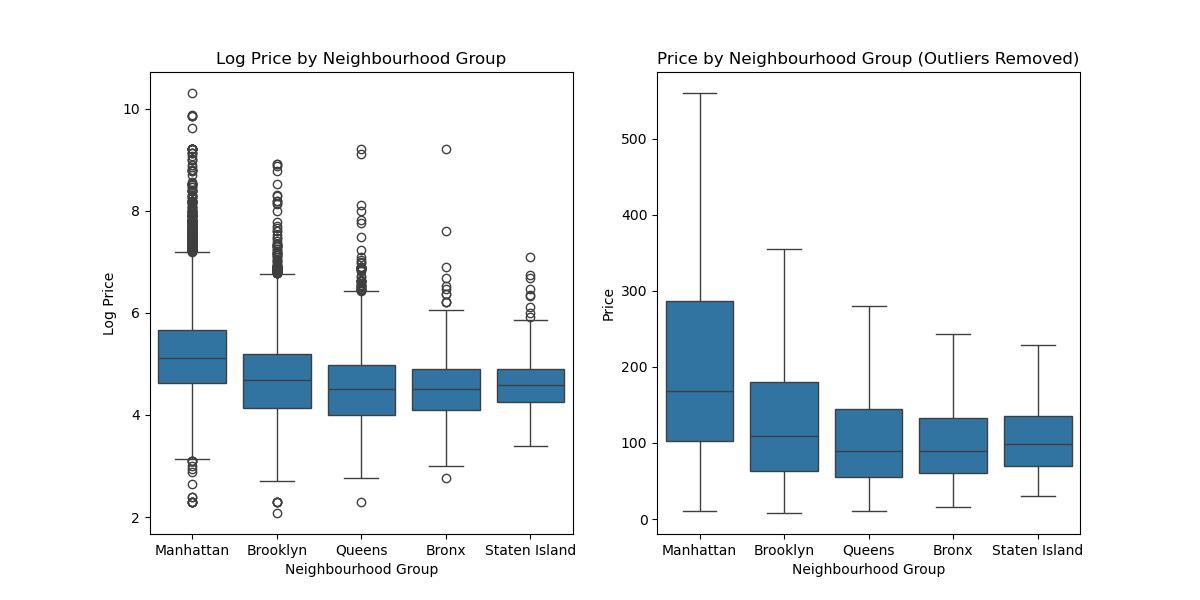 Log Price by Neighbourhood Group
Log Price
10
8
6
4
2
Manhattan Brooklyn Queens Bronx Staten Island
Neighbourhood Group
Price by Neighbourhood Group (Outliers Removed)
Price
500
400
300
200
100
0
Manhattan Brooklyn Queens Bronx Staten Island
Neighbourhood Group